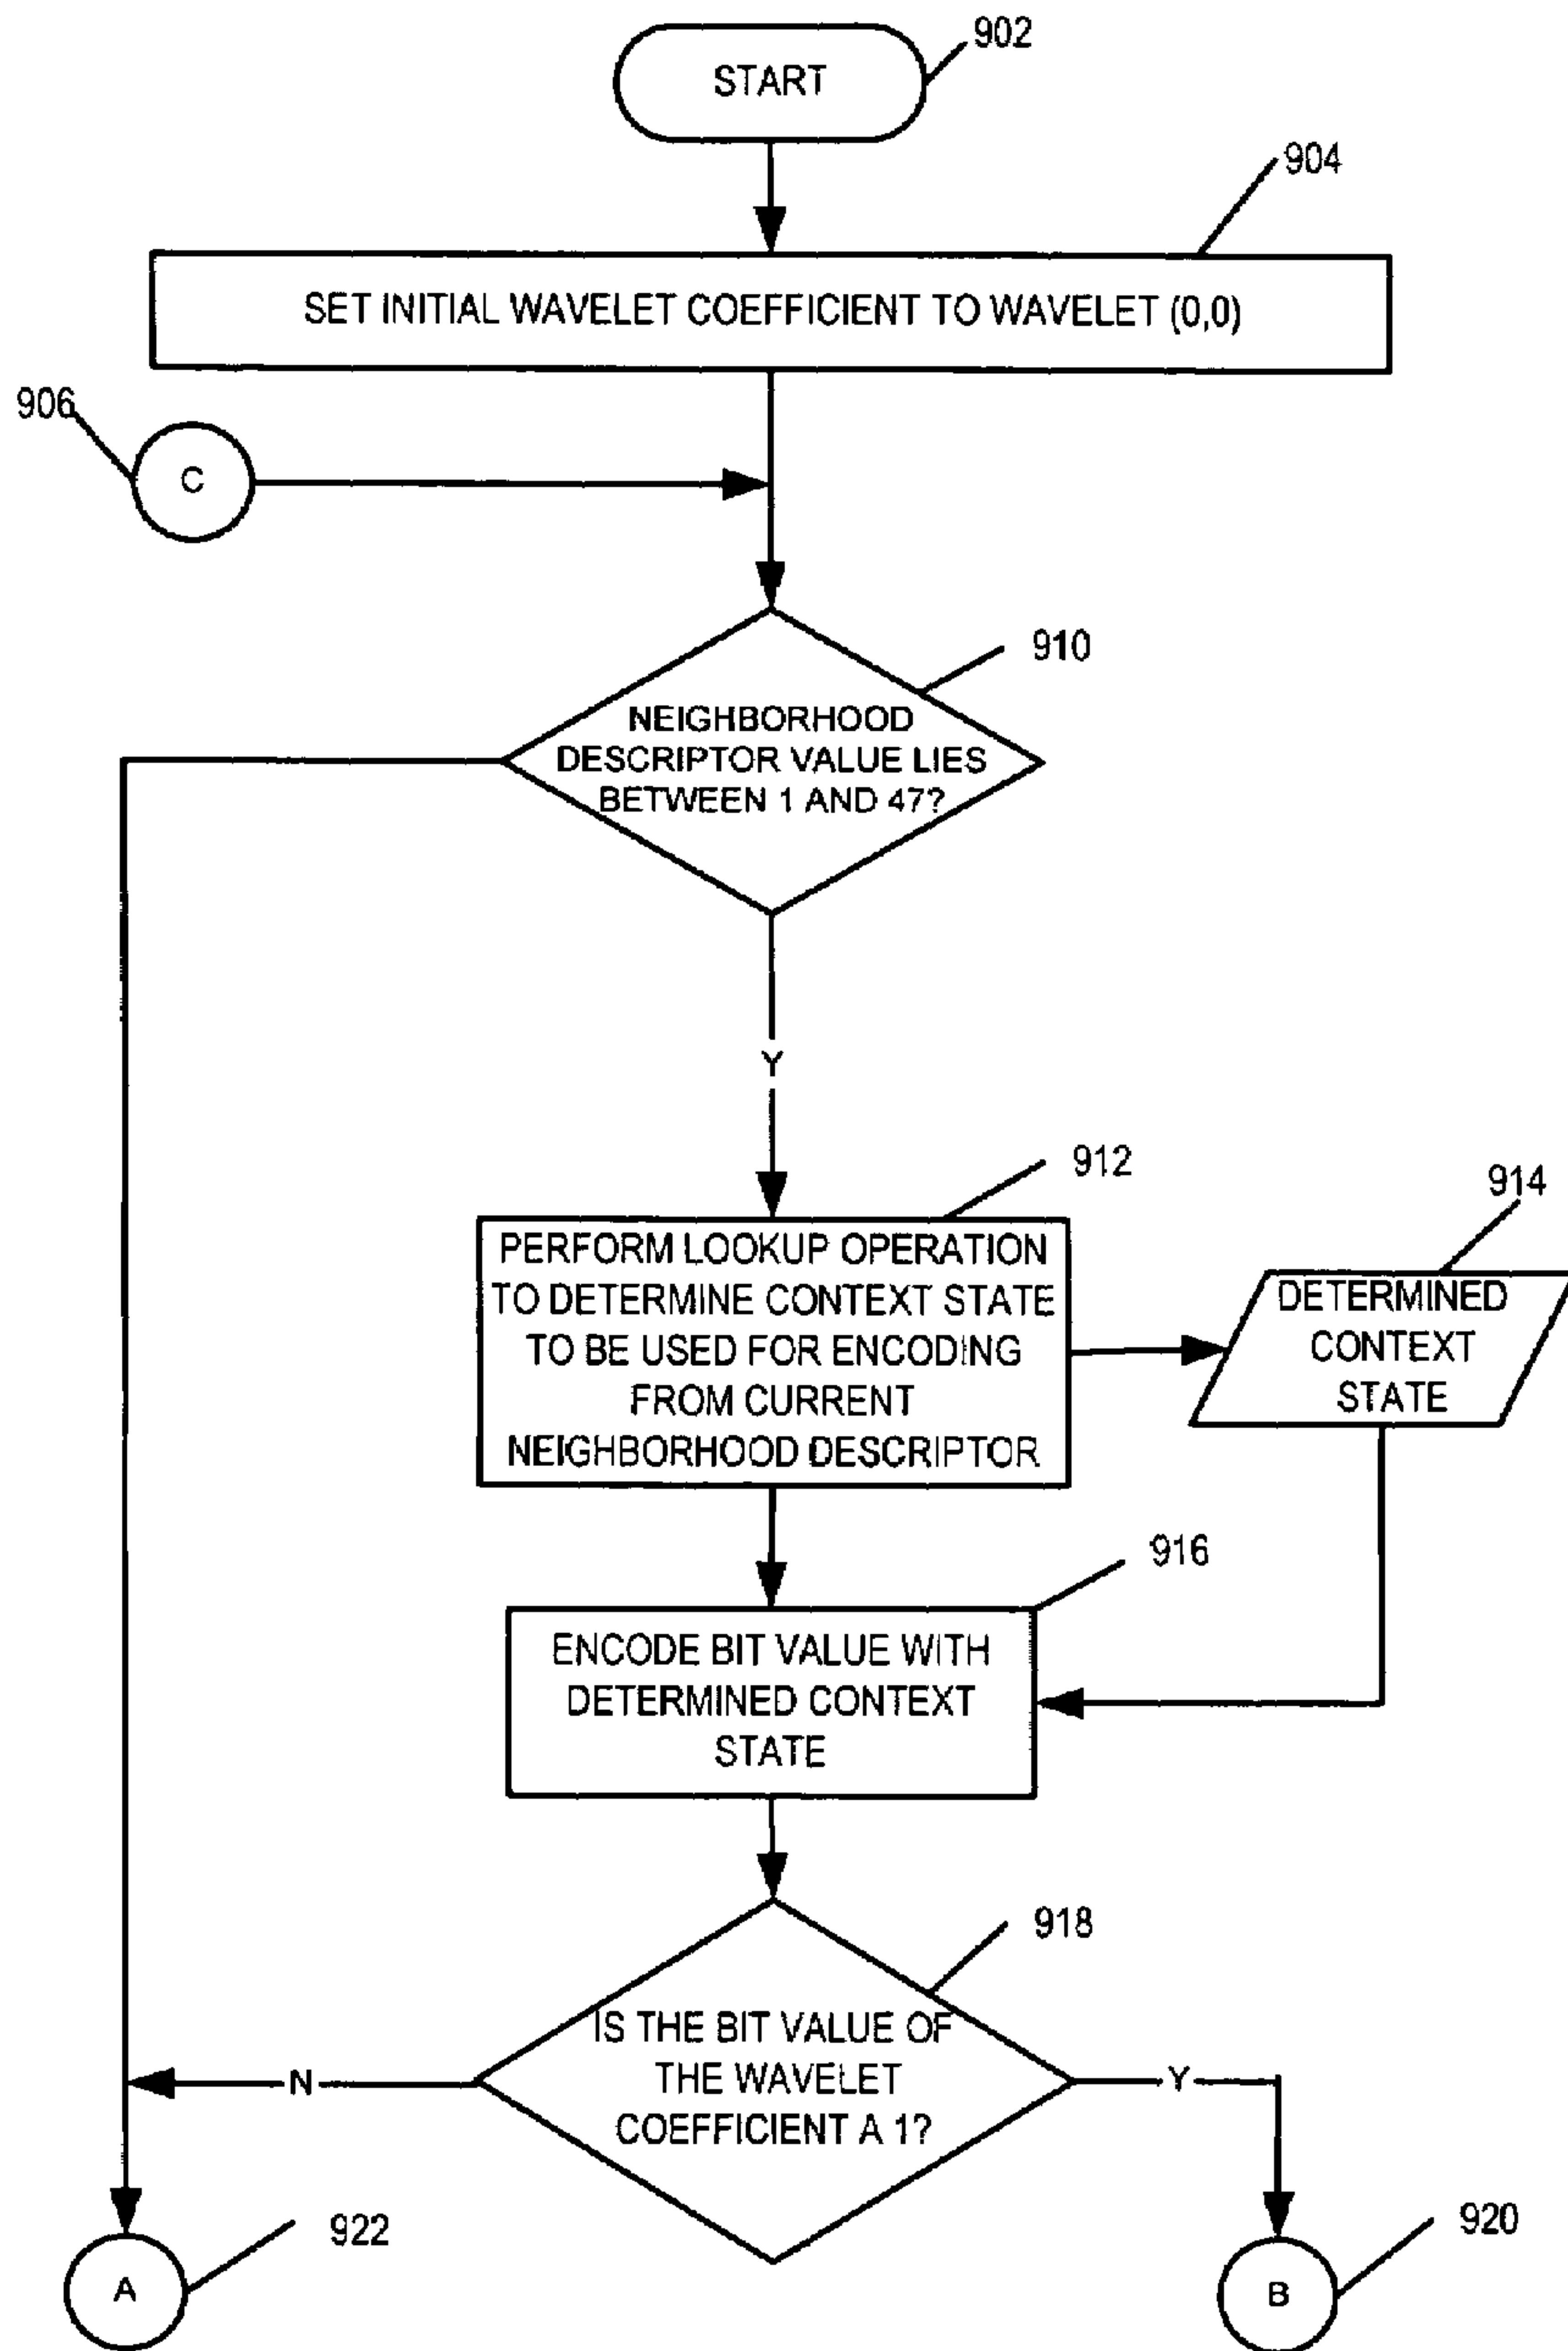 902
START
904
SET INITIAL WAVELET COEFFICIENT TO WAVELET (0,0)
906
C
910
NEIGHBORHOOD
DESCRIPTOR VALUE LIES
BETWEEN 1 AND 47?
Y
912
914
PERFORM LOOKUP OPERATION
TO DETERMINE CONTEXT STATE
TO BE USED FOR ENCODING
FROM CURRENT
NEIGHBORHOOD DESCRIPTOR
DETERMINED
CONTEXT
STATE
916
ENCODE BIT VALUE WITH
DETERMINED CONTEXT
STATE
918
IS THE BIT VALUE OF
THE WAVELET
COEFFICIENT A 1?
N
Y
922
920
A
B